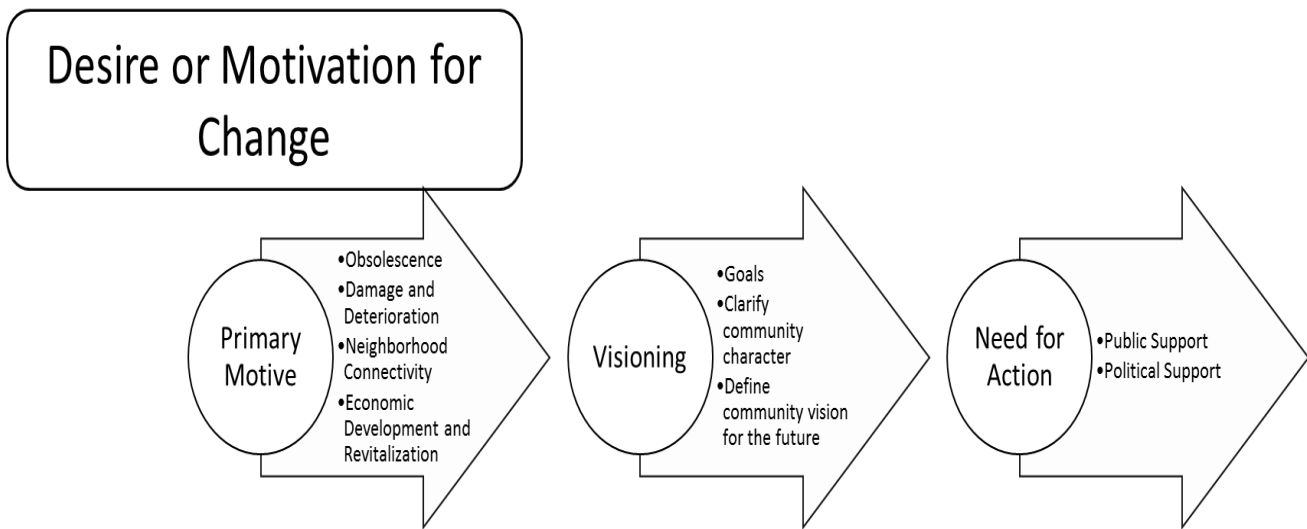 Desire or Motivation for
Change
Primary
Motive
•Obsolescence
•Damage and
Deterioration
•Neighborhood
Connectivity
•Economic
Development and
Revitalization
Visioning
•Goals
•Clarify
community
character
•Define
community vision
for the future
Need for
Action
•Public Support
•Political Support